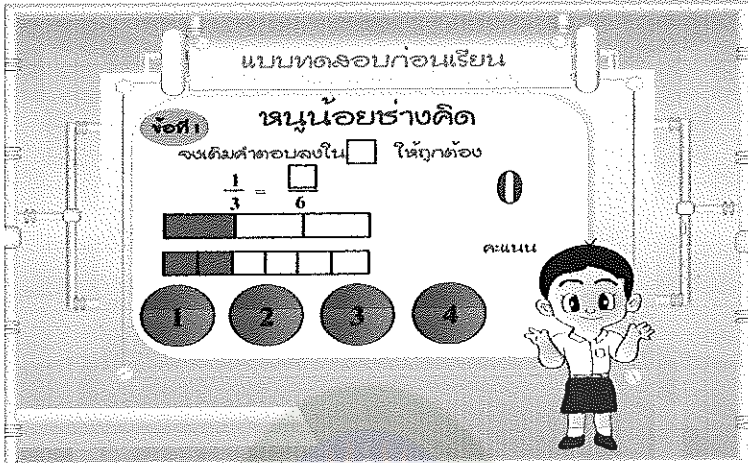 แบบทดสอบก่อนเรียน
หนูน้อยช่างคิด
ข้อที่ 1
จงเติมคำตอบลงใน ให้ถูกต้อง
1/3 = □/6
0
คะแนน
1 2 3 4